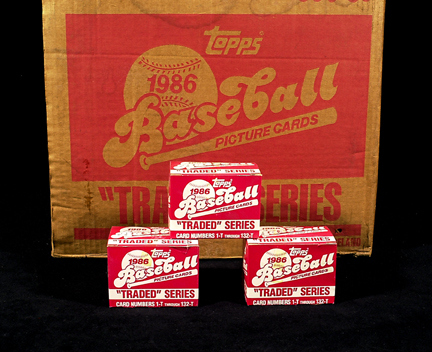 Topps
1986
Baseball
PICTURE CARDS
"TRADED" SERIES
Topps
1986
Baseball
PICTURE CARDS
"TRADED" SERIES
CARD NUMBERS 1-T THROUGH 132-T
Topps
1986
Baseball
PICTURE CARDS
"TRADED" SERIES
CARD NUMBERS 1-T THROUGH 132-T
Topps
1986
Baseball
PICTURE CARDS
"TRADED" SERIES
CARD NUMBERS 1-T THROUGH 132-T